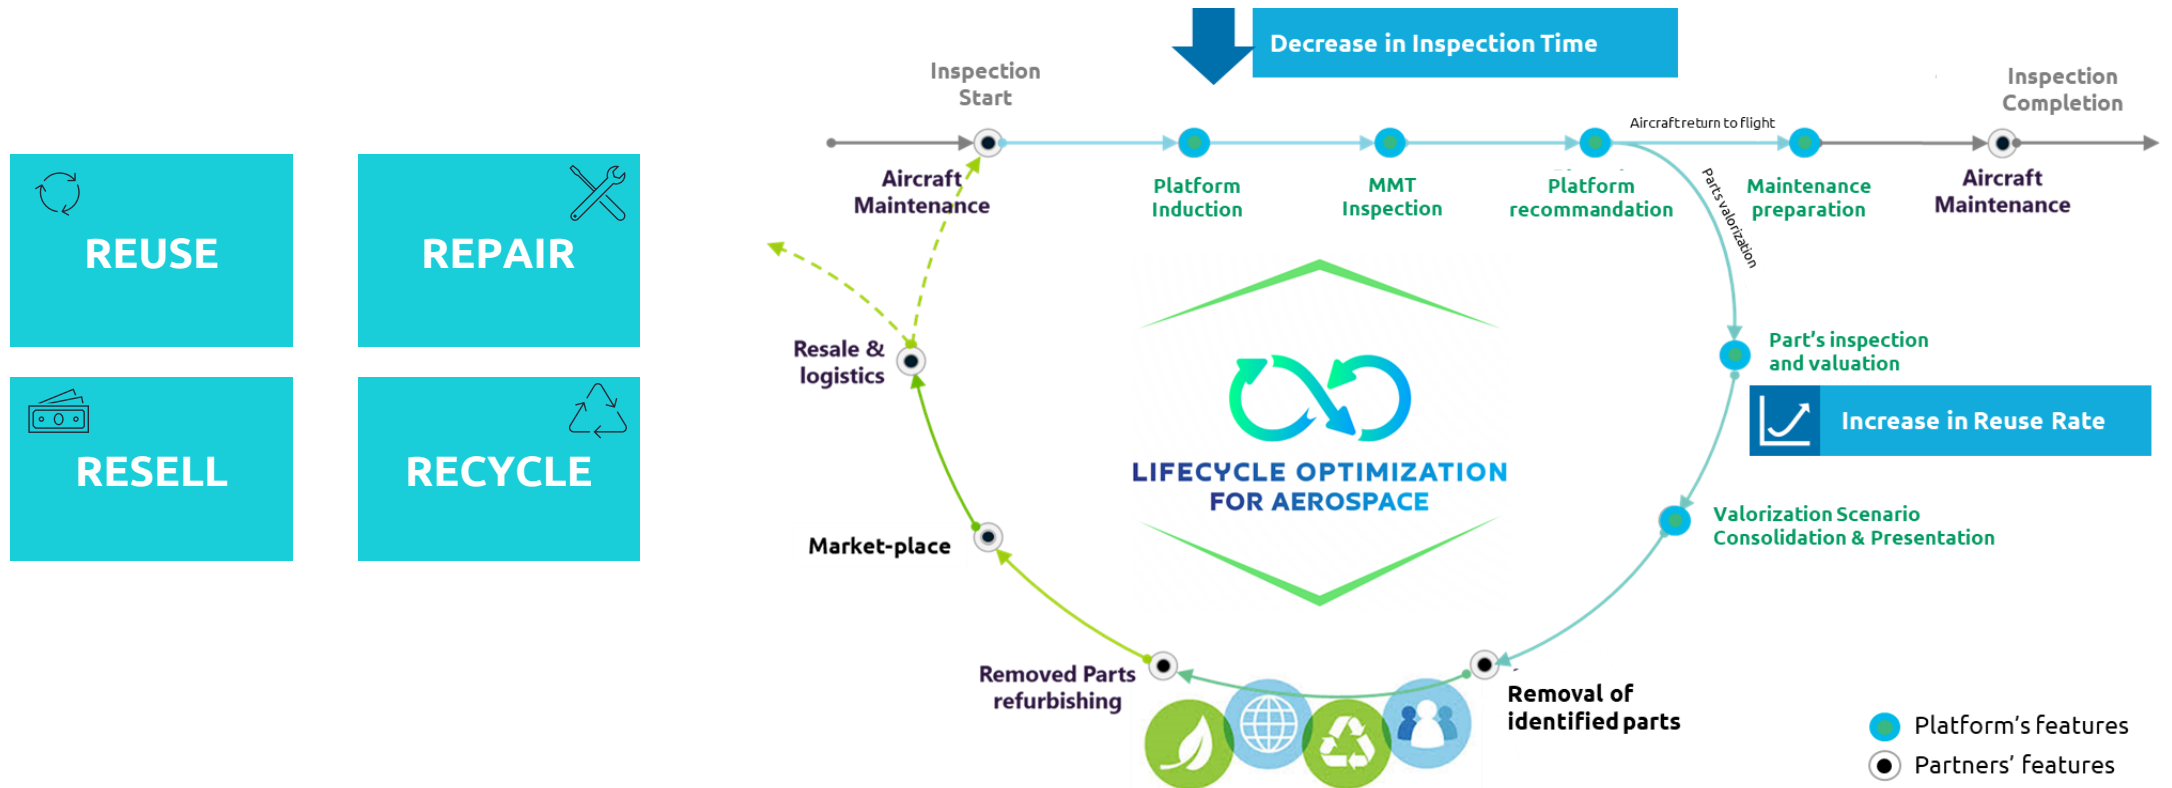 REUSE
REPAIR
RESELL
RECYCLE
Decrease in Inspection Time
Inspection
Start
Inspection
Completion
Aircraft return to flight
Aircraft
Maintenance
Platform
Induction
MMT
Inspection
Platform
recommandation
Parts valorization
Maintenance
preparation
Aircraft
Maintenance
Part's inspection
and valuation
Increase in Reuse Rate
Resale &
logistics
LIFECYCLE OPTIMIZATION
FOR AEROSPACE
Valorization Scenario
Consolidation & Presentation
Market-place
Removed Parts
refurbishing
Removal of
identified parts
Platform's features
Partners' features